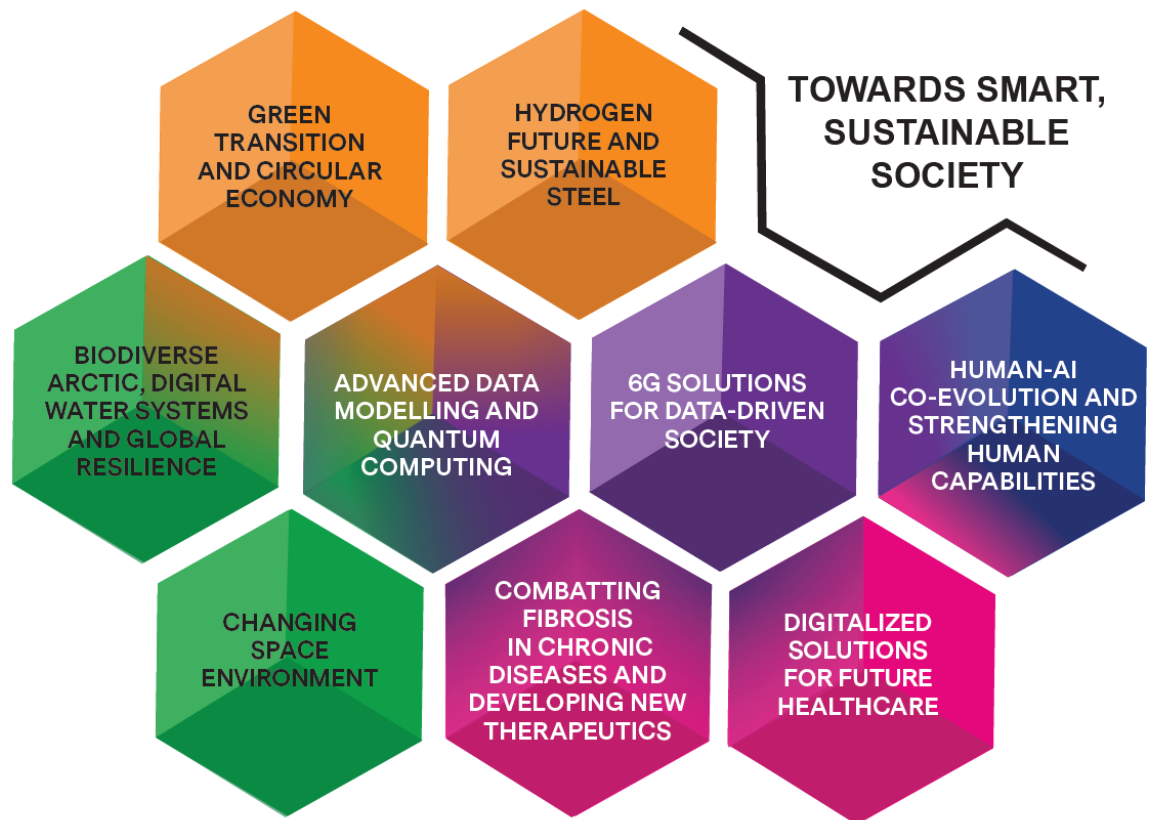 GREEN
TRANSITION
AND CIRCULAR
ECONOMY
HYDROGEN
FUTURE AND
SUSTAINABLE
STEEL
TOWARDS SMART,
SUSTAINABLE
SOCIETY
BIODIVERSE
ARCTIC, DIGITAL
WATER SYSTEMS
AND GLOBAL
RESILIENCE
ADVANCED DATA
MODELLING AND
QUANTUM
COMPUTING
6G SOLUTIONS
FOR DATA-DRIVEN
SOCIETY
HUMAN-AI
CO-EVOLUTION AND
STRENGTHENING
HUMAN
CAPABILITIES
CHANGING
SPACE
ENVIRONMENT
COMBATTING
FIBROSIS
IN CHRONIC
DISEASES AND
DEVELOPING NEW
THERAPEUTICS
DIGITALIZED
SOLUTIONS
FOR FUTURE
HEALTHCARE